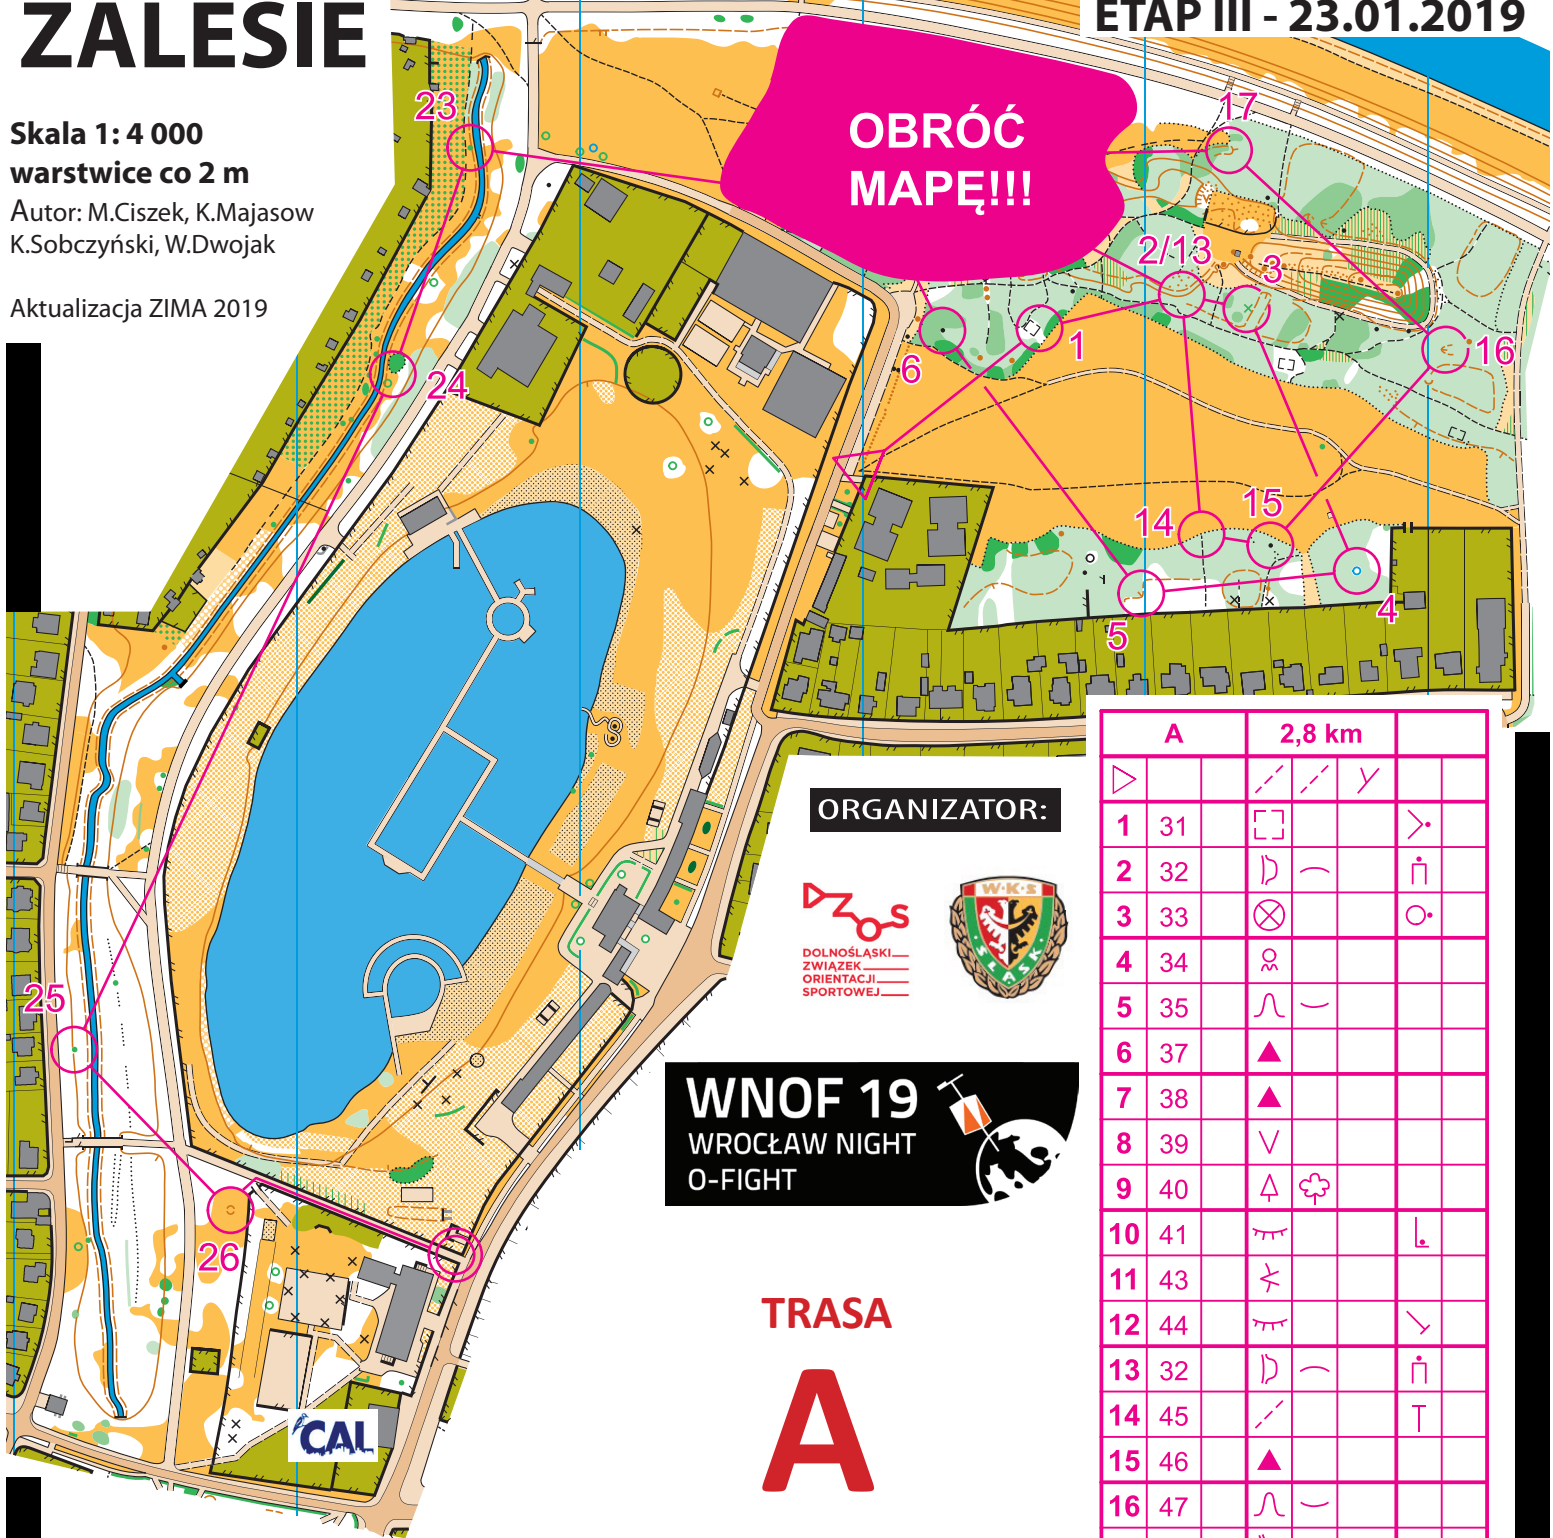 ZALESIE
ETAP III - 23.01.2019
Skala 1: 4 000
warstwice co 2 m
Autor: M.Ciszek, K.Majasow
K.Sobczyński, W.Dwojak
Aktualizacja ZIMA 2019
OBRÓĆ
MAPĘ!!!
23
17
2/13
3
1
6
16
24
14
15
4
5
25
26
ORGANIZATOR:
DOLNOŚLĄSKI
ZWIĄZEK
ORIENTACJI
SPORTOWEJ
W·K·S
ŚLĄSK
WNOF 19
WROCŁAW NIGHT
O-FIGHT
TRASA
A
CAL
A 2,8 km
1 31
2 32
3 33
4 34
5 35
6 37
7 38
8 39
9 40
10 41
11 43
12 44
13 32
14 45
15 46
16 47